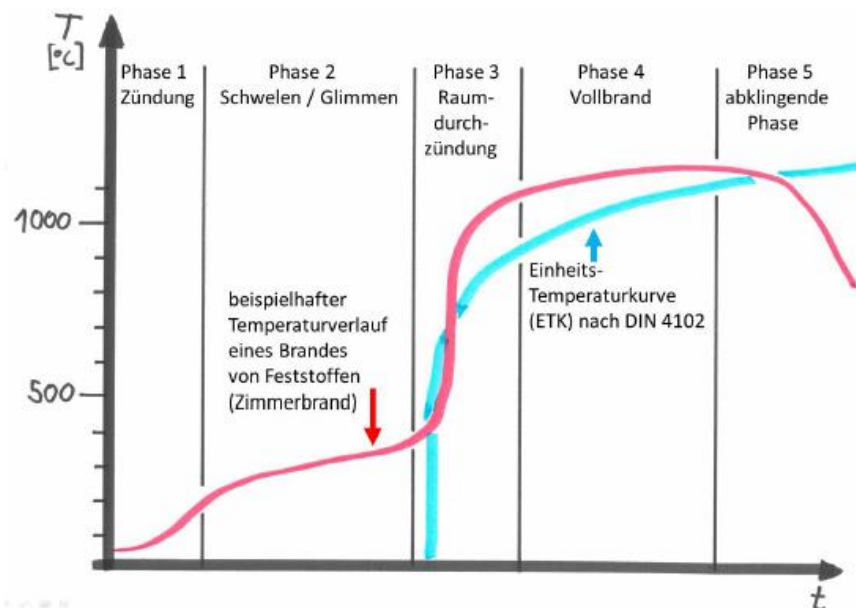 T
[°C]
Phase 1
Zündung
Phase 2
Schwelen / Glimmen
Phase 3
Raum-
durch-
zündung
Phase 4
Vollbrand
Phase 5
abklingende
Phase
1000
500
beispielhafter
Temperaturverlauf
eines Brandes
von Feststoffen
(Zimmerbrand)
Einheits-
Temperaturkurve
(ETK) nach DIN 4102
t